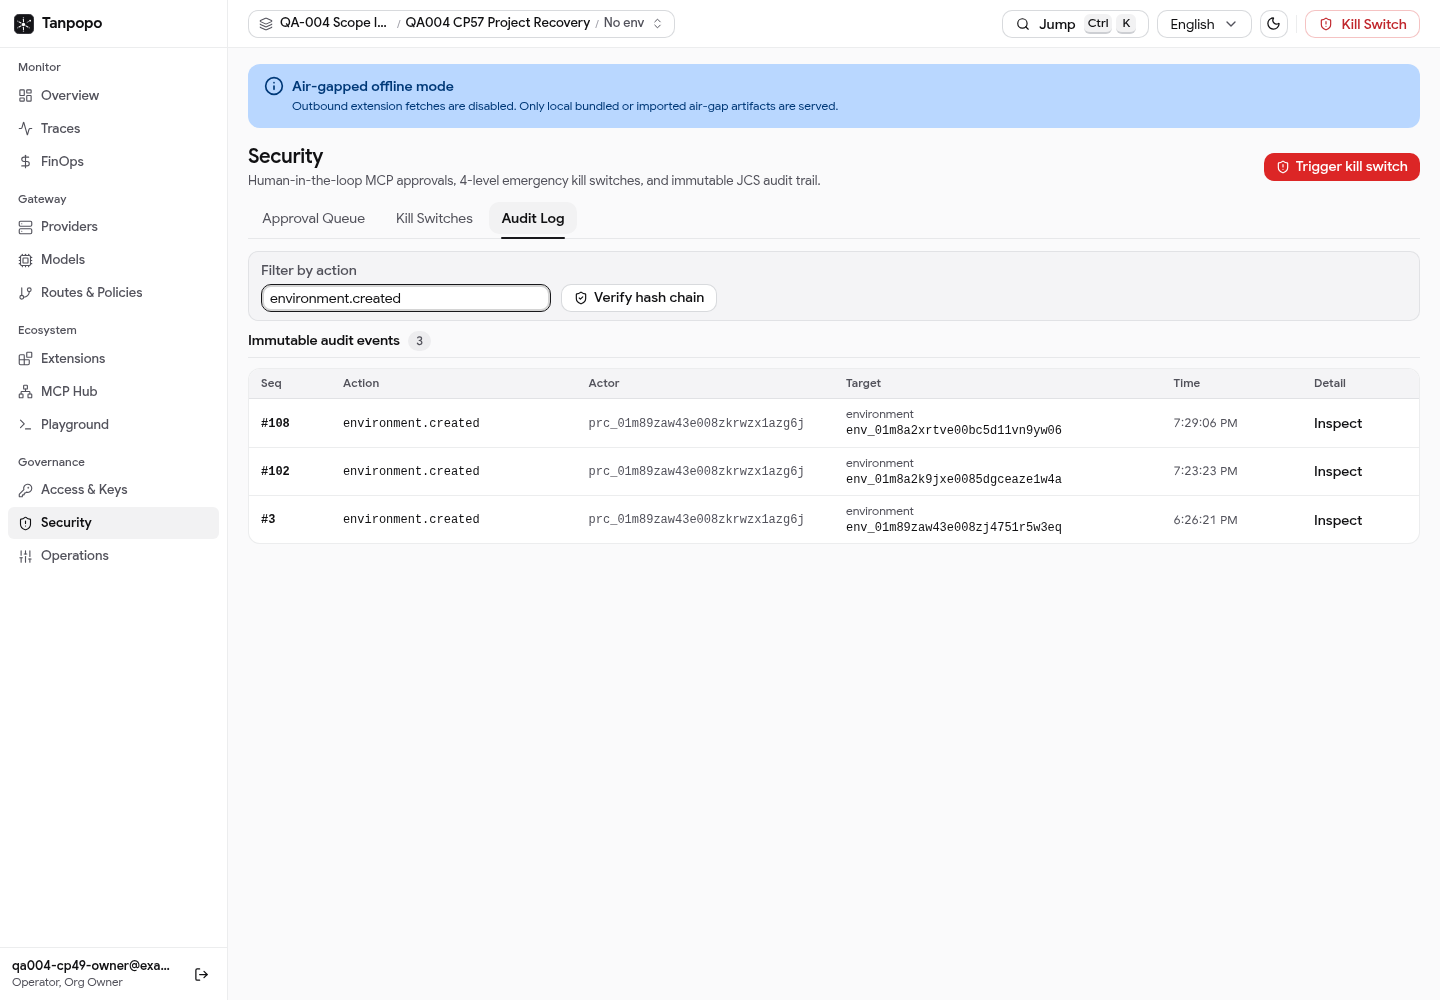 Tanpopo
QA-004 Scope I... / QA004 CP57 Project Recovery / No env
Jump Ctrl K
English
Kill Switch
Monitor
Overview
Traces
FinOps
Gateway
Providers
Models
Routes & Policies
Ecosystem
Extensions
MCP Hub
Playground
Governance
Access & Keys
Security
Operations
qa004-cp49-owner@exa...
Operator, Org Owner
Air-gapped offline mode
Outbound extension fetches are disabled. Only local bundled or imported air-gap artifacts are served.
Security
Human-in-the-loop MCP approvals, 4-level emergency kill switches, and immutable JCS audit trail.
Trigger kill switch
Approval Queue Kill Switches Audit Log
Filter by action
environment.created
Verify hash chain
Immutable audit events 3
Seq Action Actor Target Time Detail
#108 environment.created prc_01m89zaw43e008zkrwzx1azg6j environment 7:29:06 PM Inspect
env_01m8a2xrtve00bc5d11vn9yw06
#102 environment.created prc_01m89zaw43e008zkrwzx1azg6j environment 7:23:23 PM Inspect
env_01m8a2k9jxe0085dgceaze1w4a
#3 environment.created prc_01m89zaw43e008zkrwzx1azg6j environment 6:26:21 PM Inspect
env_01m89zaw43e008zj4751r5w3eq